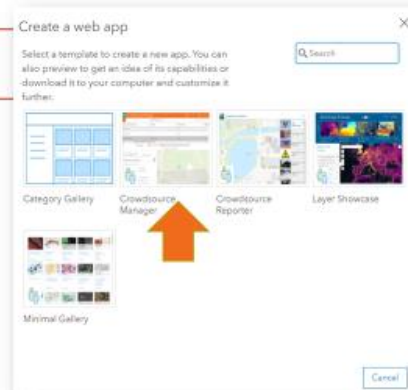 Create a web app
Select a template to create a new app. You can
also preview to get an idea of its capabilities or
download it to your computer and customize it
further.
Search
Category Gallery
Crowdsource
Manager
Crowdsource
Reporter
Layer Showcase
Minimal Gallery
Cancel